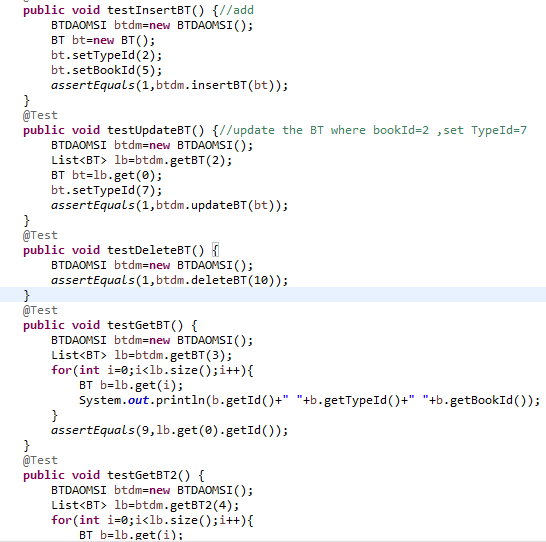 public void testInsertBT() {//add
    BTDAOMSI btdm=new BTDAOMSI();
    BT bt=new BT();
    bt.setTypeId(2);
    bt.setBookId(5);
    assertEquals(1,btdm.insertBT(bt));
}
@Test
public void testUpdateBT() {//update the BT where bookId=2 ,set TypeId=7
    BTDAOMSI btdm=new BTDAOMSI();
    List<BT> lb=btdm.getBT(2);
    BT bt=lb.get(0);
    bt.setTypeId(7);
    assertEquals(1,btdm.updateBT(bt));
}
@Test
public void testDeleteBT() {
    BTDAOMSI btdm=new BTDAOMSI();
    assertEquals(1,btdm.deleteBT(10));
}
@Test
public void testGetBT() {
    BTDAOMSI btdm=new BTDAOMSI();
    List<BT> lb=btdm.getBT(3);
    for(int i=0;i<lb.size();i++){
        BT b=lb.get(i);
        System.out.println(b.getId()+" "+b.getTypeId()+" "+b.getBookId());
    }
    assertEquals(9,lb.get(0).getId());
}
@Test
public void testGetBT2() {
    BTDAOMSI btdm=new BTDAOMSI();
    List<BT> lb=btdm.getBT2(4);
    for(int i=0;i<lb.size();i++){
        BT b=lb.get(i);